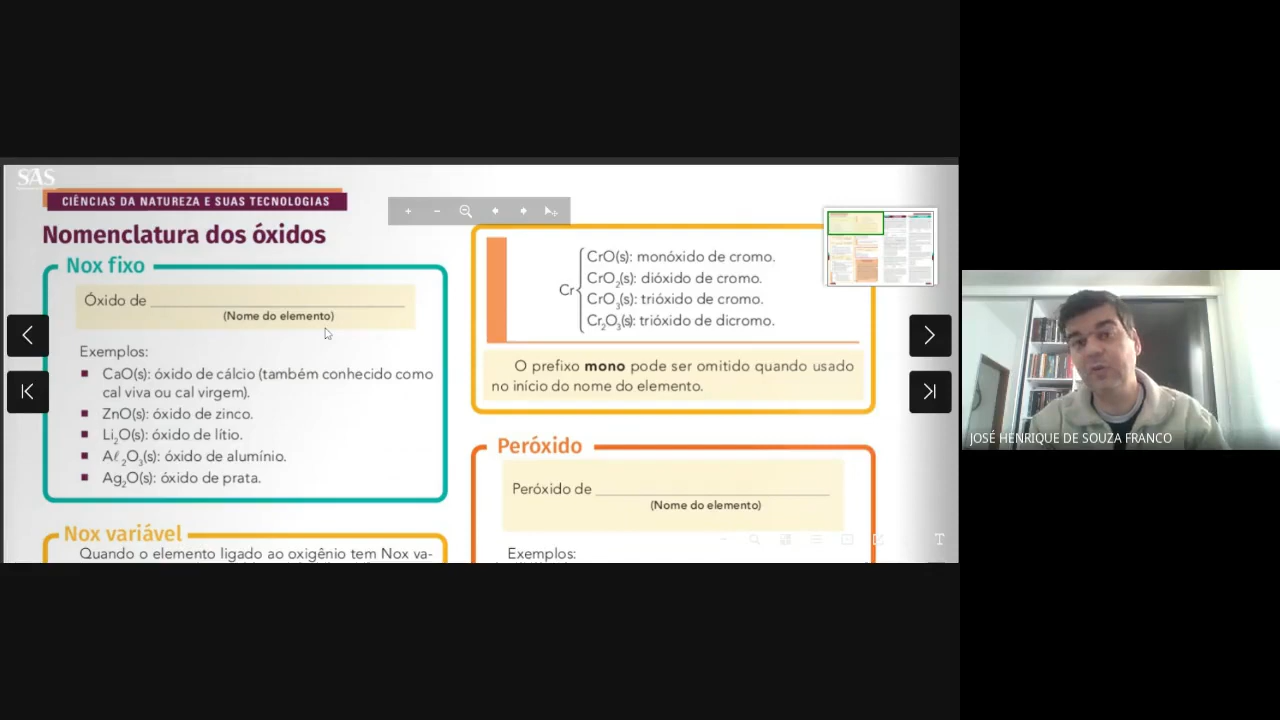 SAS
CIÊNCIAS DA NATUREZA E SUAS TECNOLOGIAS
Nomenclatura dos óxidos
Nox fixo
Óxido de
(Nome do elemento)
Exemplos:
CaO(s): óxido de cálcio (também conhecido como
cal viva ou cal virgem).
ZnO(s): óxido de zinco.
Li₂O(s): óxido de lítio.
Aℓ₂O₃(s): óxido de alumínio.
Ag₂O(s): óxido de prata.
Nox variável
Quando o elemento ligado ao oxigênio tem Nox va-
Cr
CrO(s): monóxido de cromo.
CrO₂(s): dióxido de cromo.
CrO₃(s): trióxido de cromo.
Cr₂O₃(s): trióxido de dicromo.
O prefixo mono pode ser omitido quando usado
no início do nome do elemento.
Peróxido
Peróxido de
(Nome do elemento)
Exemplos:
T
JOSÉ HENRIQUE DE SOUZA FRANCO